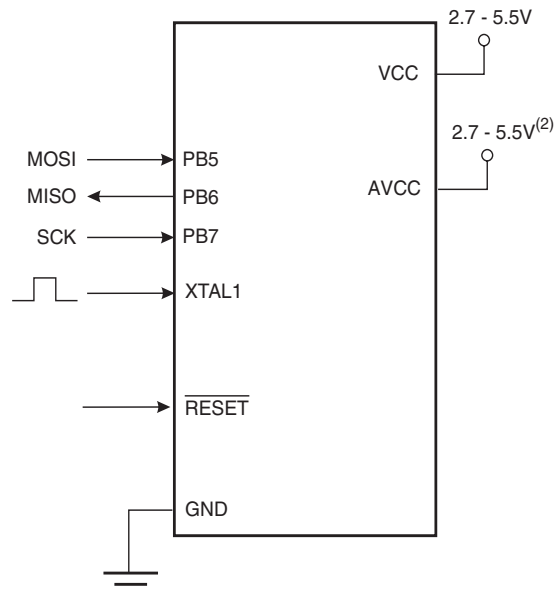 2.7 - 5.5V
VCC
2.7 - 5.5V(2)
AVCC
MOSI PB5
MISO PB6
SCK PB7
XTAL1
RESET
GND